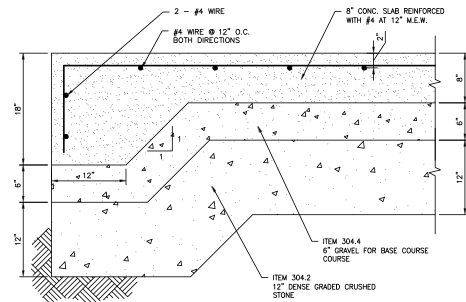 2 - #4 WIRE
#4 WIRE @ 12" O.C.
BOTH DIRECTIONS
8" CONC. SLAB REINFORCED
WITH #4 AT 12" M.E.W.
2"
8"
18"
6"
1
1
12"
6"
12"
12"
ITEM 304.4
6" GRAVEL FOR BASE COURSE
COURSE
ITEM 304.2
12" DENSE GRADED CRUSHED
STONE